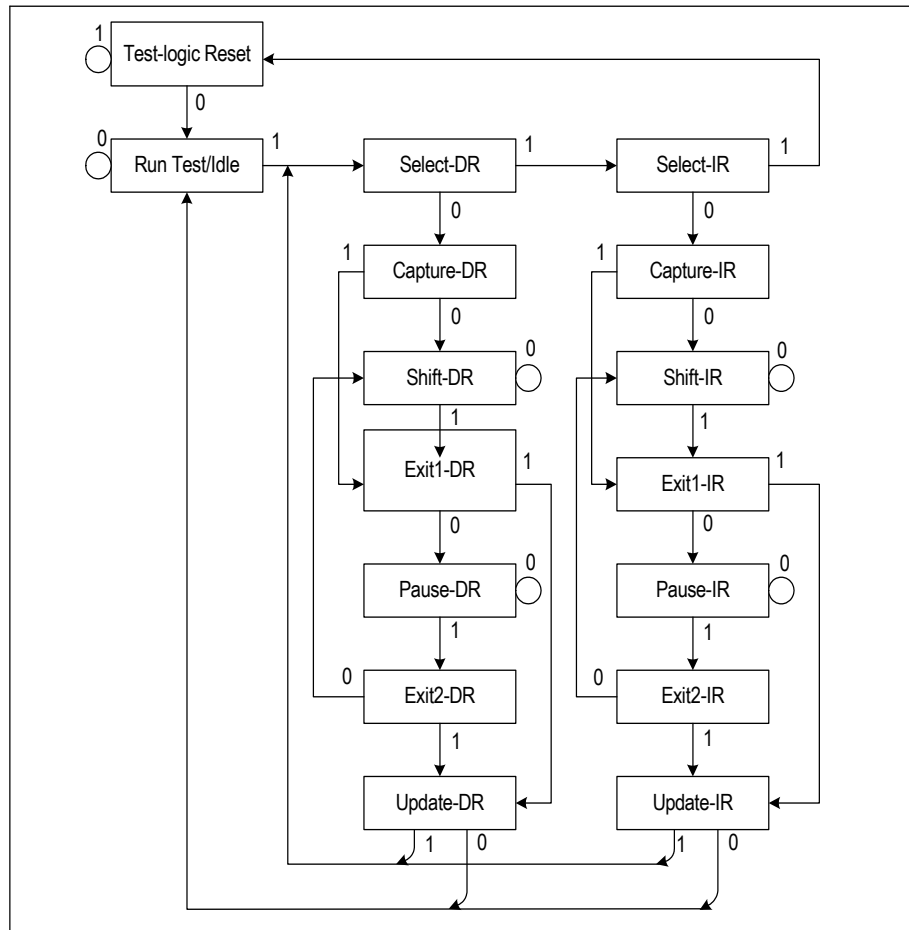 1
Test-logic Reset
0
0
Run Test/Idle
1
Select-DR
1
Select-IR
1
0
0
1
Capture-DR
1
Capture-IR
0
0
Shift-DR
0
Shift-IR
0
1
1
Exit1-DR
1
Exit1-IR
1
0
0
Pause-DR
0
Pause-IR
0
1
1
0
Exit2-DR
0
Exit2-IR
1
1
Update-DR
Update-IR
1
0
1
0